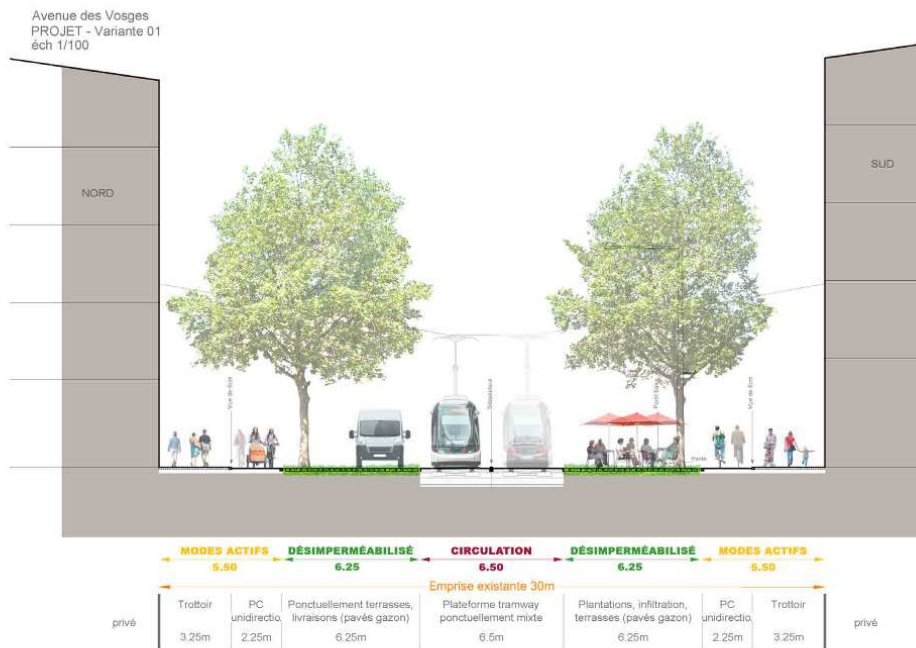 Avenue des Vosges
PROJET - Variante 01
éch 1/100
NORD
SUD
MODES ACTIFS
DÉSIMPERMÉABILISÉ
CIRCULATION
DÉSIMPERMÉABILISÉ
MODES ACTIFS
5.50
6.25
6.50
6.25
5.50
Emprise existante 30m
privé
Trottoir
3.25m
PC
unidirectio
2.25m
Ponctuellement terrasses,
livraisons (pavés gazon)
6.25m
Plateforme tramway
ponctuellement mixte
6.5m
Plantations, infiltration,
terrasses (pavés gazon)
6.25m
PC
unidirectio
2.25m
Trottoir
3.25m
privé